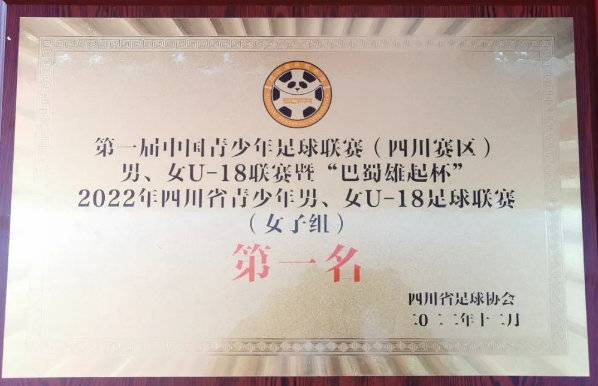 第一届中国青少年足球联赛（四川赛区）
男、女U-18联赛暨“巴蜀雄起杯”
2022年四川省青少年男、女U-18足球联赛
（女子组）
第一名
四川省足球协会
二〇二二年十二月